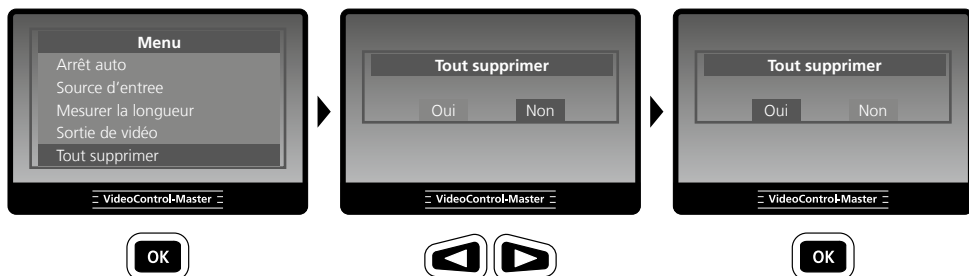 Menu
Arrêt auto
Source d'entree
Mesurer la longueur
Sortie de vidéo
Tout supprimer
VideoControl-Master
OK
Tout supprimer
Oui Non
VideoControl-Master
Tout supprimer
Oui Non
VideoControl-Master
OK